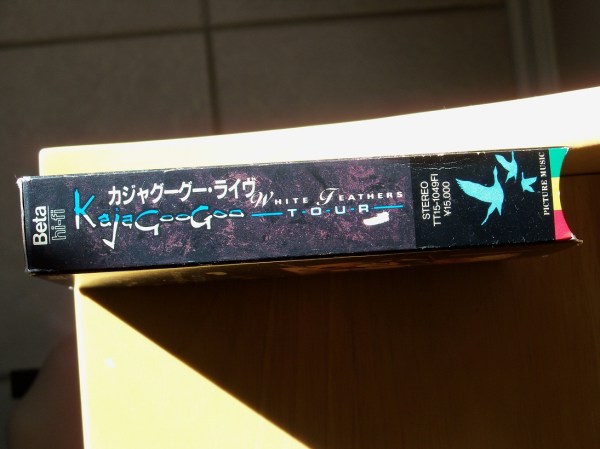 Beta
hi-fi
カジャグーグー・ライヴ
KajaGooGoo
White Feathers
TOUR
STEREO
TT15-1049FI
¥15,000
PICTURE MUSIC